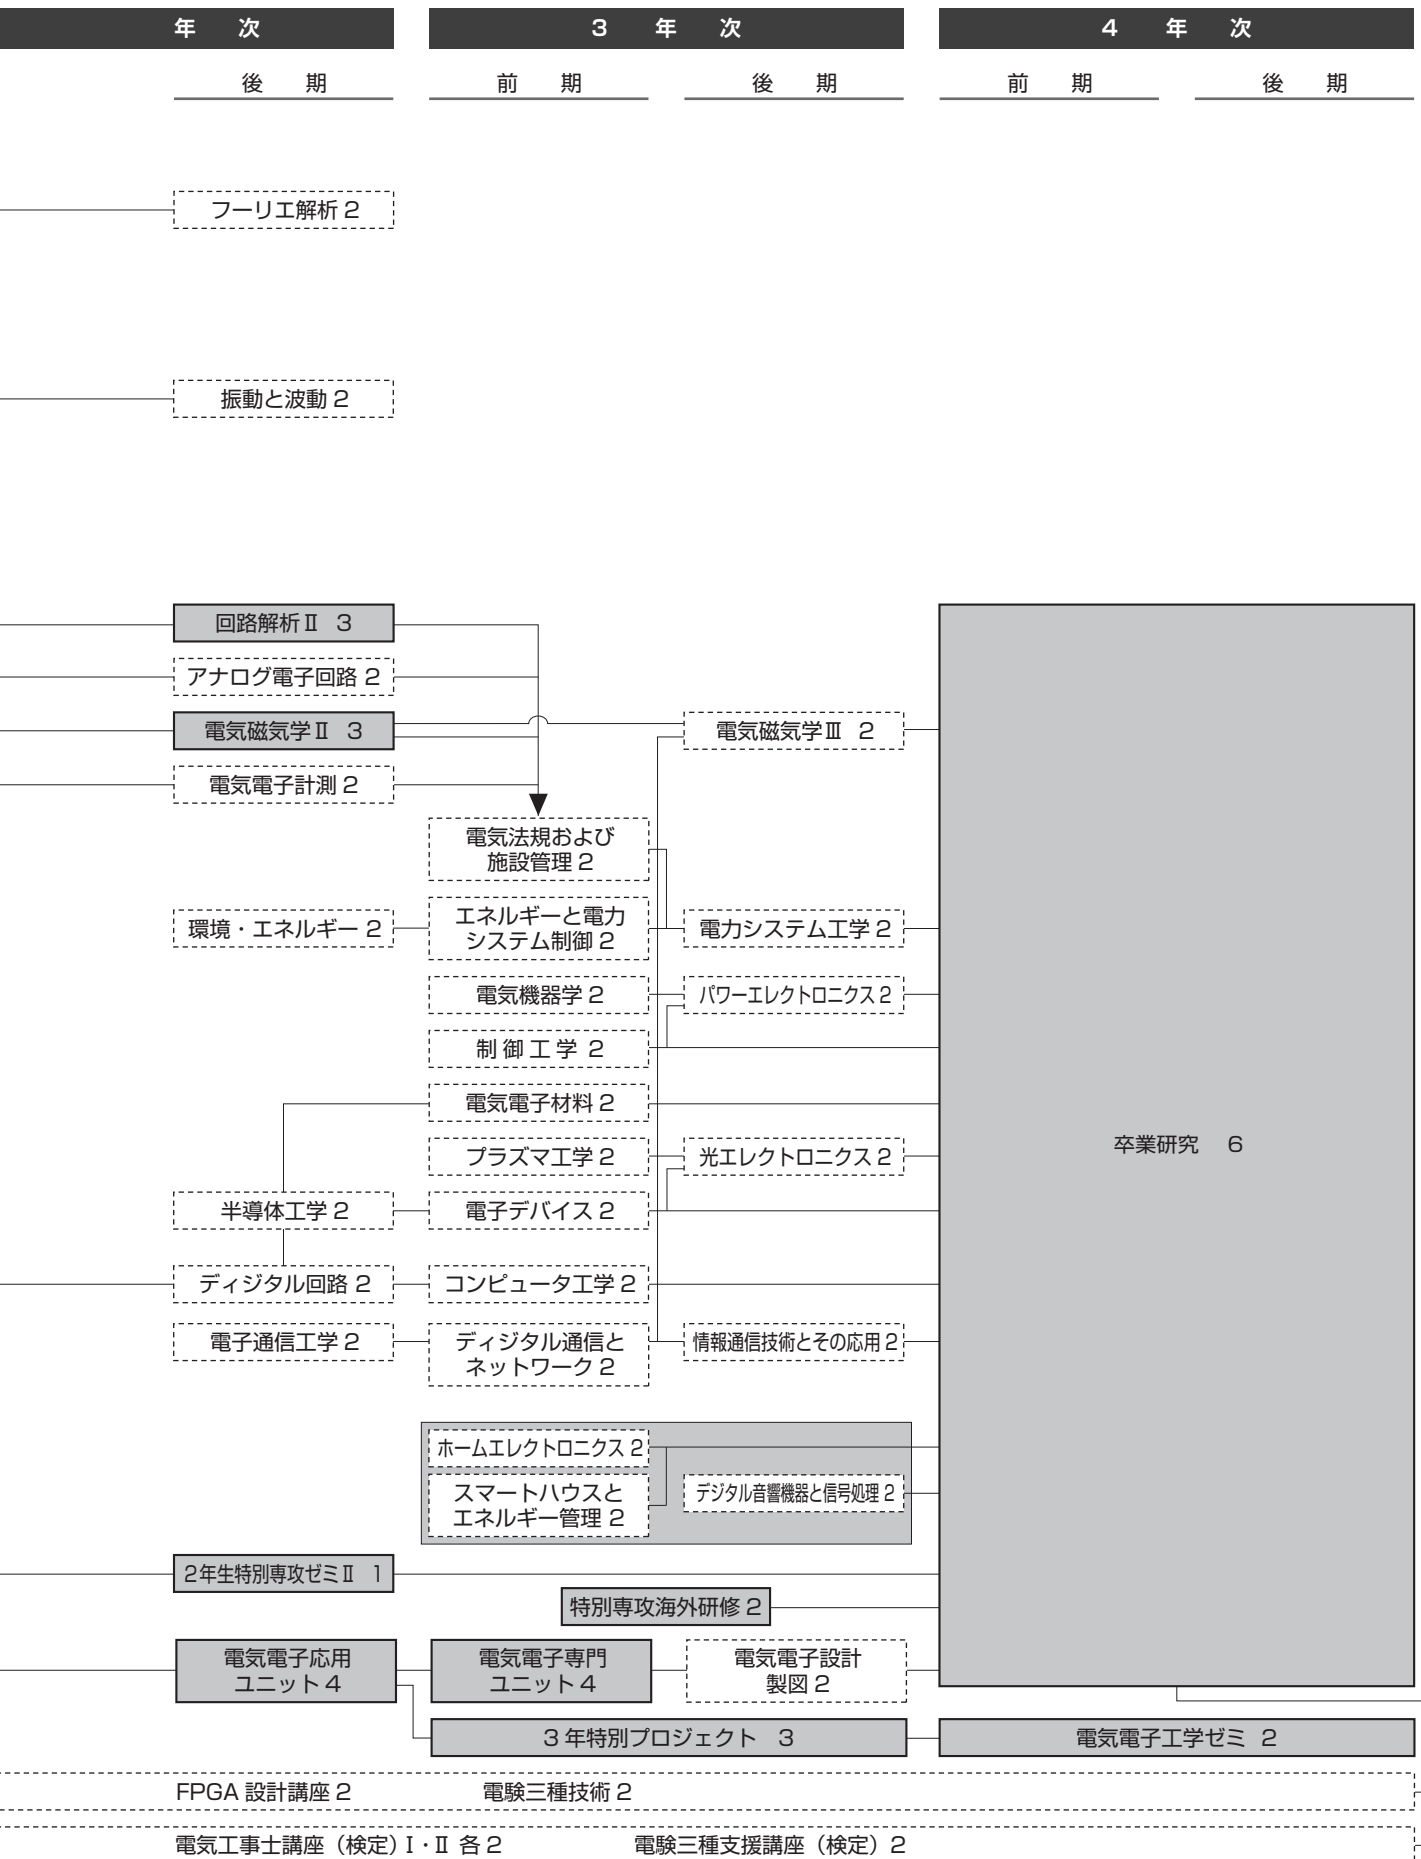 年 次
3 年 次
4 年 次
後 期
前 期
後 期
前 期
後 期
フーリエ解析 2
振動と波動 2
回路解析Ⅱ 3
アナログ電子回路 2
電気磁気学Ⅱ 3
電気磁気学Ⅲ 2
電気電子計測 2
電気法規および
施設管理 2
環境・エネルギー 2
エネルギーと電力
システム制御 2
電力システム工学 2
電気機器学 2
パワーエレクトロニクス 2
制御工学 2
電気電子材料 2
プラズマ工学 2
光エレクトロニクス 2
卒業研究 6
半導体工学 2
電子デバイス 2
ディジタル回路 2
コンピュータ工学 2
電子通信工学 2
ディジタル通信と
ネットワーク 2
情報通信技術とその応用 2
ホームエレクトロニクス 2
スマートハウスと
エネルギー管理 2
デジタル音響機器と信号処理 2
2年生特別専攻ゼミⅡ 1
特別専攻海外研修 2
電気電子応用
ユニット 4
電気電子専門
ユニット 4
電気電子設計
製図 2
3 年特別プロジェクト 3
電気電子工学ゼミ 2
FPGA 設計講座 2 電験三種技術 2
電気工事士講座（検定）Ⅰ・Ⅱ 各 2 電験三種支援講座（検定）2